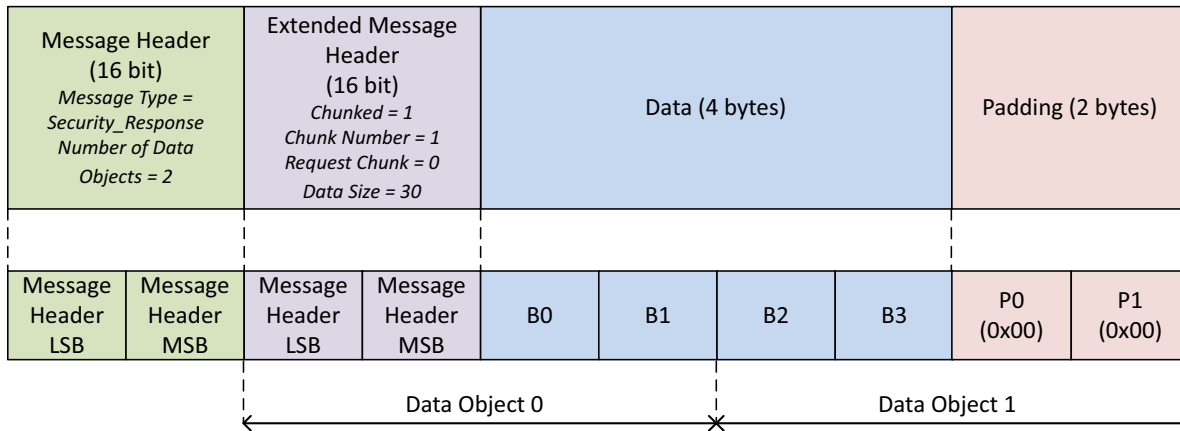 Message Header
(16 bit)
Message Type =
Security_Response
Number of Data
Objects = 2
Extended Message
Header
(16 bit)
Chunked = 1
Chunk Number = 1
Request Chunk = 0
Data Size = 30
Data (4 bytes)
Padding (2 bytes)
Message
Header
LSB
Message
Header
MSB
Message
Header
LSB
Message
Header
MSB
B0
B1
B2
B3
P0
(0x00)
P1
(0x00)
Data Object 0
Data Object 1